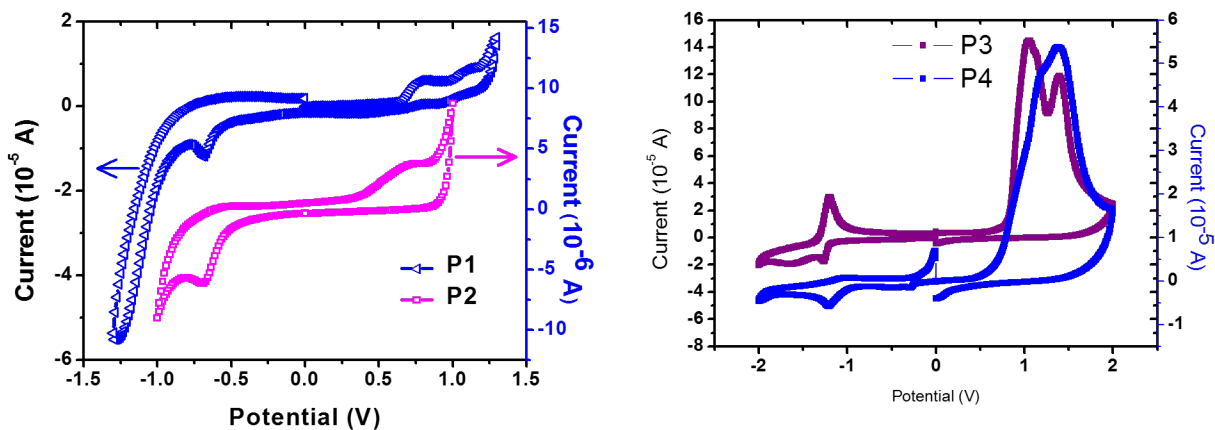 2
0
-2
-4
-6
Current (10⁻⁵ A)
-1.5 -1.0 -0.5 0.0 0.5 1.0 1.5
Potential (V)
15
10
5
0
-5
-10
Current (10⁻⁶ A)
P1
P2
16
14
12
10
8
6
4
2
0
-2
-4
-6
-8
Current (10⁻⁵ A)
-2 -1 0 1 2
Potential (V)
6
5
4
3
2
1
0
-1
Current (10⁻⁵ A)
P3
P4